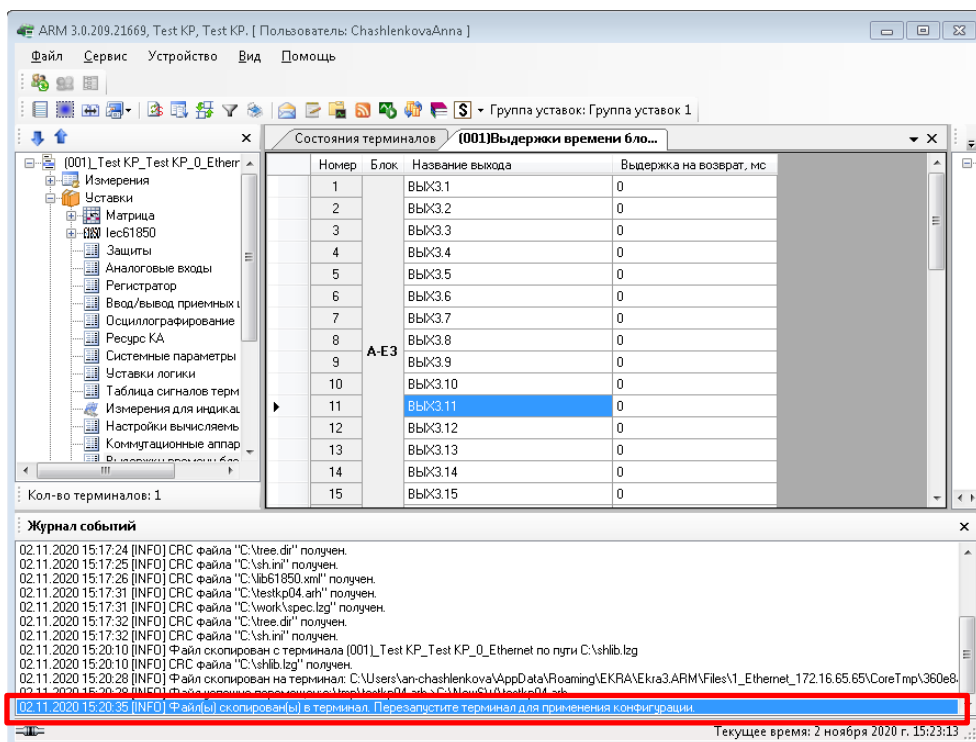 ARM 3.0.209.21669, Test KP, Test KP. [ Пользователь: ChashlenkovaAnna ]
Файл Сервис Устройство Вид Помощь
S Группа уставок: Группа уставок 1
Состояния терминалов (001)Выдержки времени бло...
(001)_Test KP_Test KP_0_Ethern
Измерения
Уставки
Матрица
Iec61850
Защиты
Аналоговые входы
Регистратор
Ввод/вывод приемных ц
Осциллографирование
Ресурс КА
Системные параметры
Уставки логики
Таблица сигналов терм
Измерения для индикац
Настройки вычисляемь
Коммутационные аппар
Выдержки времени бло
Кол-во терминалов: 1
Номер Блок Название выхода Выдержка на возврат, мс
1 ВЫХ3.1 0
2 ВЫХ3.2 0
3 ВЫХ3.3 0
4 ВЫХ3.4 0
5 ВЫХ3.5 0
6 ВЫХ3.6 0
7 ВЫХ3.7 0
8 ВЫХ3.8 0
A-E3
9 ВЫХ3.9 0
10 ВЫХ3.10 0
11 ВЫХ3.11 0
12 ВЫХ3.12 0
13 ВЫХ3.13 0
14 ВЫХ3.14 0
15 ВЫХ3.15 0
Журнал событий
02.11.2020 15:17:24 [INFO] CRC файла "C:\tree.dir" получен.
02.11.2020 15:17:25 [INFO] CRC файла "C:\sh.ini" получен.
02.11.2020 15:17:26 [INFO] CRC файла "C:\lib61850.xml" получен.
02.11.2020 15:17:31 [INFO] CRC файла "C:\testkp04.arh" получен.
02.11.2020 15:17:31 [INFO] CRC файла "C:\work\spec.lzg" получен.
02.11.2020 15:17:32 [INFO] CRC файла "C:\tree.dir" получен.
02.11.2020 15:17:32 [INFO] CRC файла "C:\sh.ini" получен.
02.11.2020 15:20:10 [INFO] Файл скопирован с терминала (001)_Test KP_Test KP_0_Ethernet по пути C:\shlib.lzg
02.11.2020 15:20:10 [INFO] CRC файла "C:\shlib.lzg" получен.
02.11.2020 15:20:28 [INFO] Файл скопирован на терминал: C:\Users\an-chashlenkova\AppData\Roaming\EKRA\Ekra3.ARM\Files\1_Ethernet_172.16.65.65\CoreTmp\360e8
02.11.2020 15:20:35 [INFO] Файл(ы) скопирован(ы) в терминал. Перезапустите терминал для применения конфигурации.
Текущее время: 2 ноября 2020 г. 15:23:13